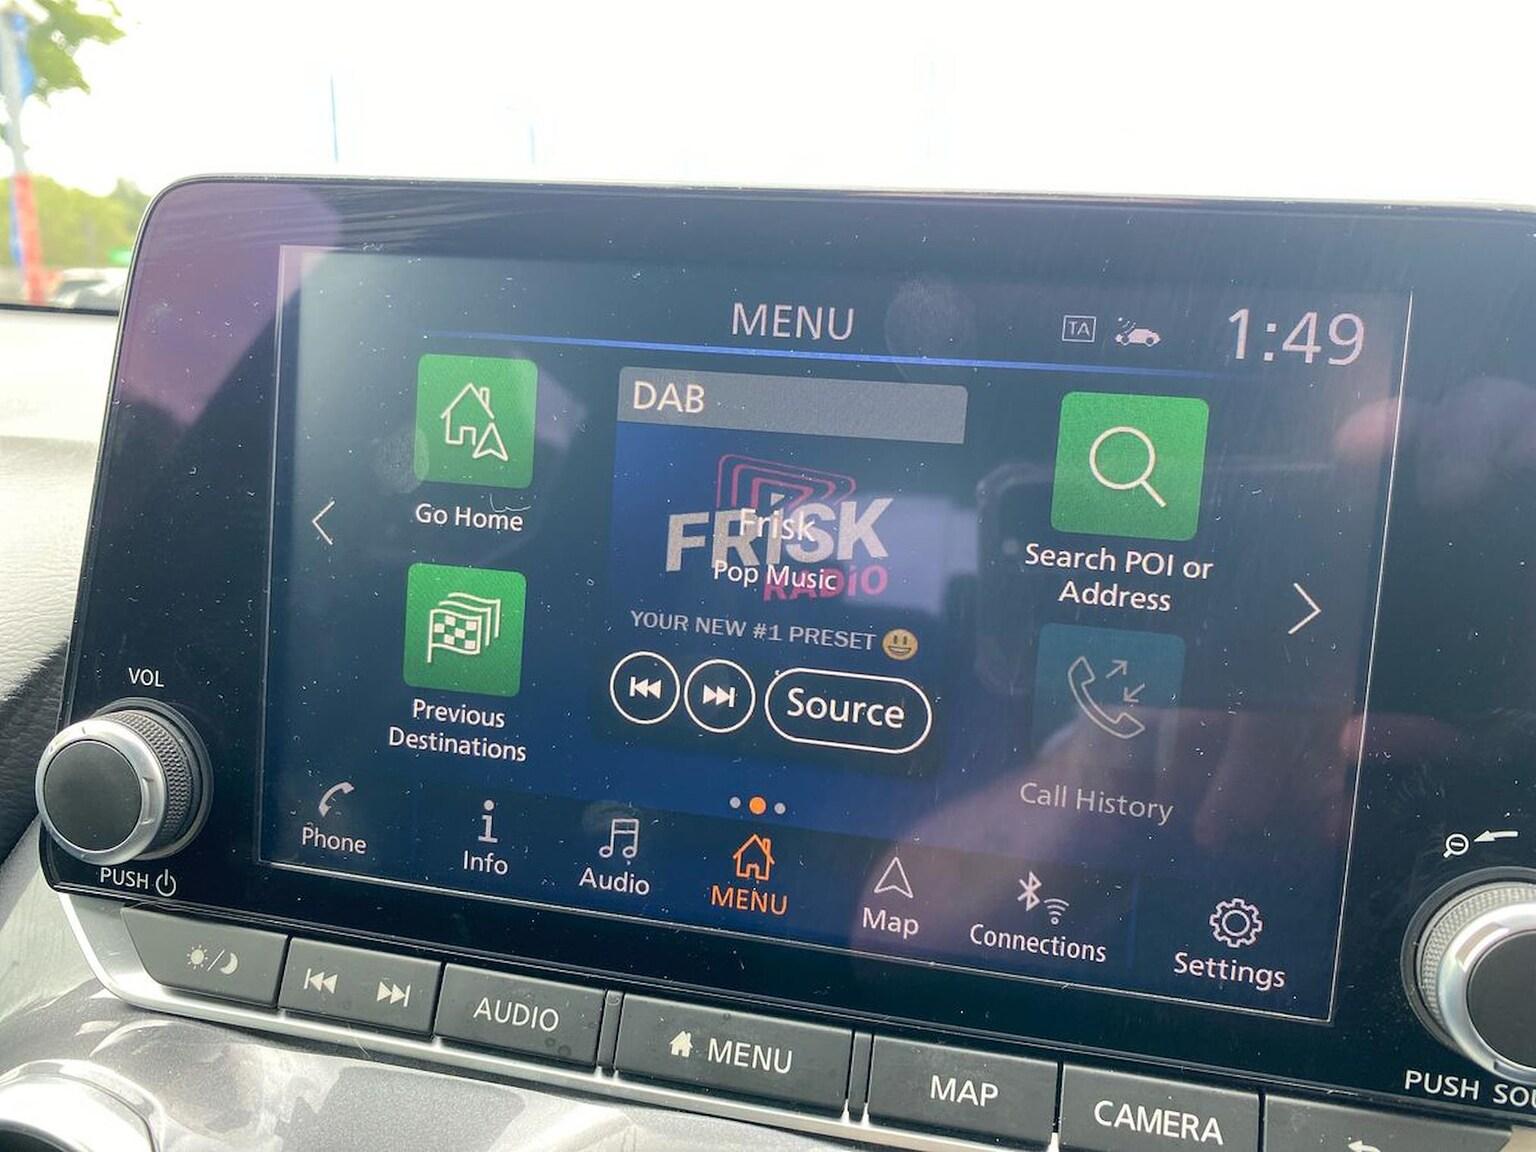 MENU
TA
1:49
Go Home
DAB
FRISK
RADIO
Frisk
Pop Music
YOUR NEW #1 PRESET 😃
Source
Search POI or
Address
Previous
Destinations
Call History
Phone
Info
Audio
MENU
Map
Connections
Settings
VOL
PUSH
AUDIO
MENU
MAP
CAMERA
PUSH SOU